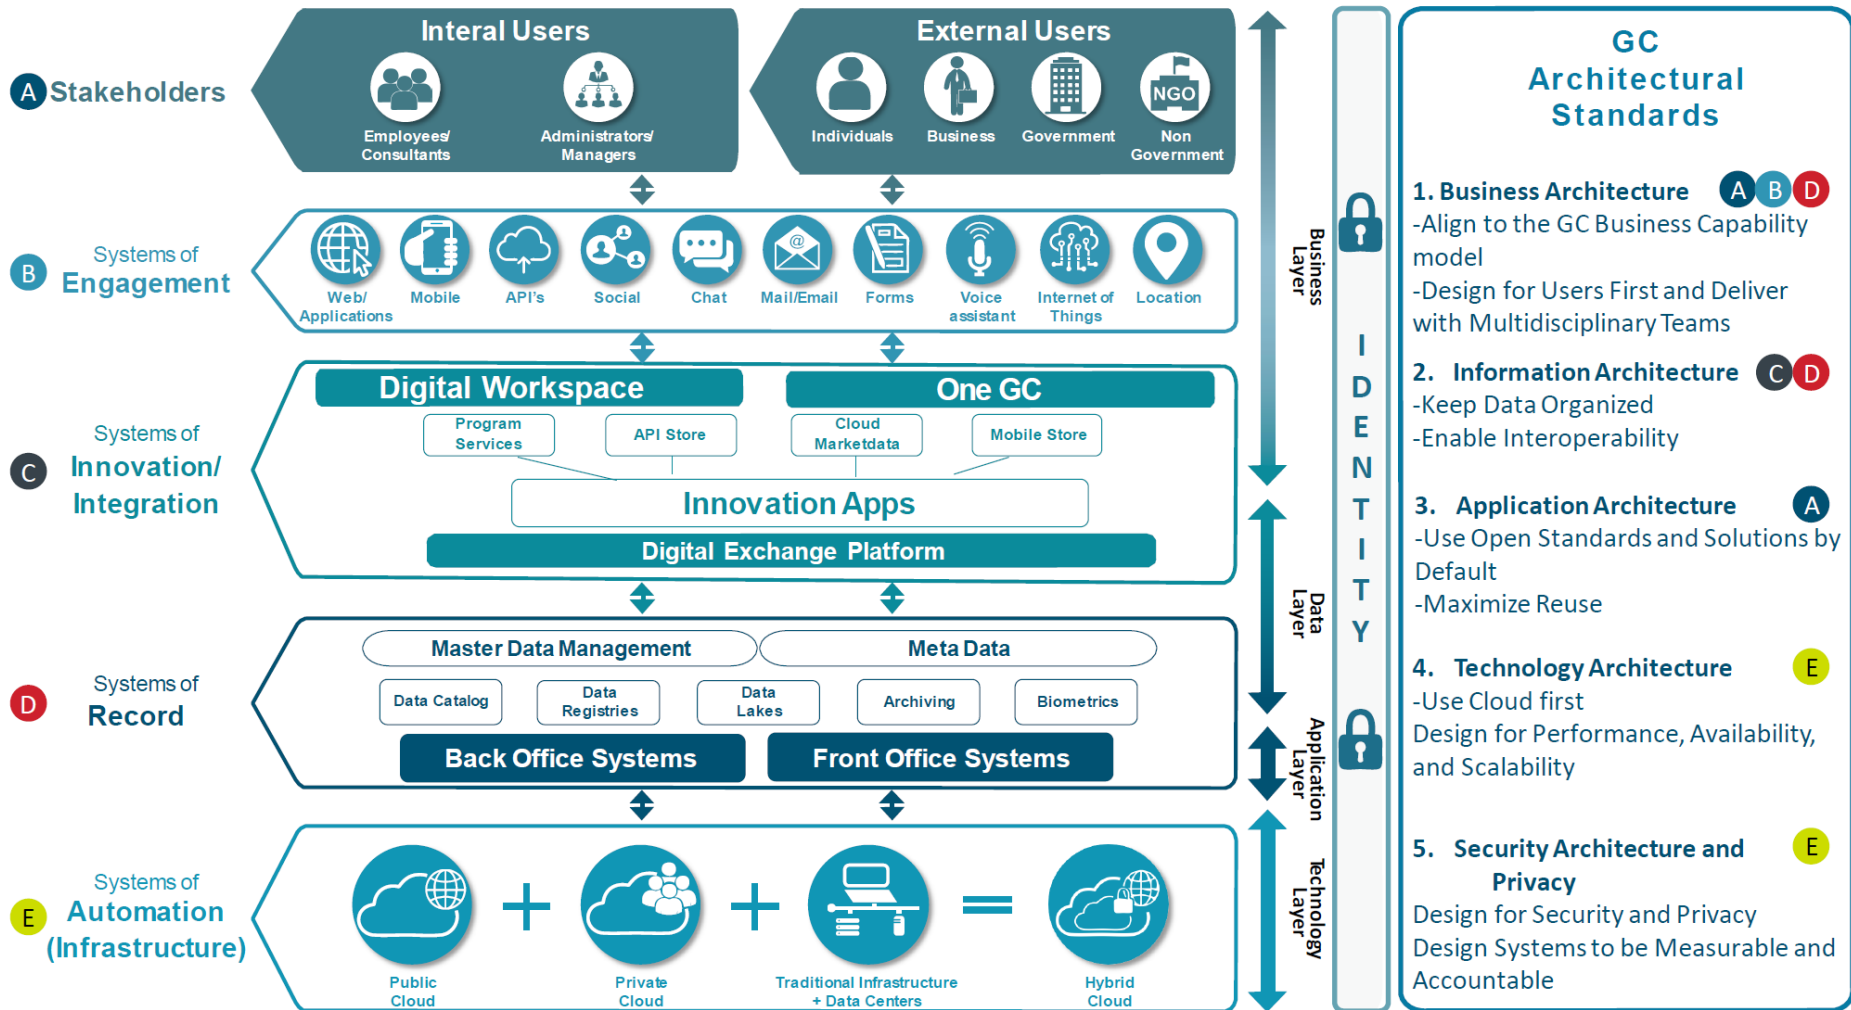 Interal Users
External Users
A Stakeholders
NGO
Employees/
Consultants
Administrators/
Managers
Individuals
Business
Government
Non
Government
B
Systems of
Engagement
@
Web/
Applications
Mobile
API's
Social
Chat
Mail/Email
Forms
Voice
assistant
Internet of
Things
Location
C
Systems of
Innovation/
Integration
Digital Workspace
One GC
Program
Services
API Store
Cloud
Marketdata
Mobile Store
Innovation Apps
Digital Exchange Platform
D
Systems of
Record
Master Data Management
Meta Data
Data Catalog
Data
Registries
Data
Lakes
Archiving
Biometrics
Back Office Systems
Front Office Systems
E
Systems of
Automation
(Infrastructure)
Public
Cloud
Private
Cloud
Traditional Infrastructure
+ Data Centers
Hybrid
Cloud
+
+
=
Business
Layer
Data
Layer
Application
Layer
Technology
Layer
IDENTITY
GC
Architectural
Standards
1. Business Architecture A B D
-Align to the GC Business Capability
model
-Design for Users First and Deliver
with Multidisciplinary Teams
2. Information Architecture C D
-Keep Data Organized
-Enable Interoperability
3. Application Architecture A
-Use Open Standards and Solutions by
Default
-Maximize Reuse
4. Technology Architecture E
-Use Cloud first
Design for Performance, Availability,
and Scalability
5. Security Architecture and E
Privacy
Design for Security and Privacy
Design Systems to be Measurable and
Accountable